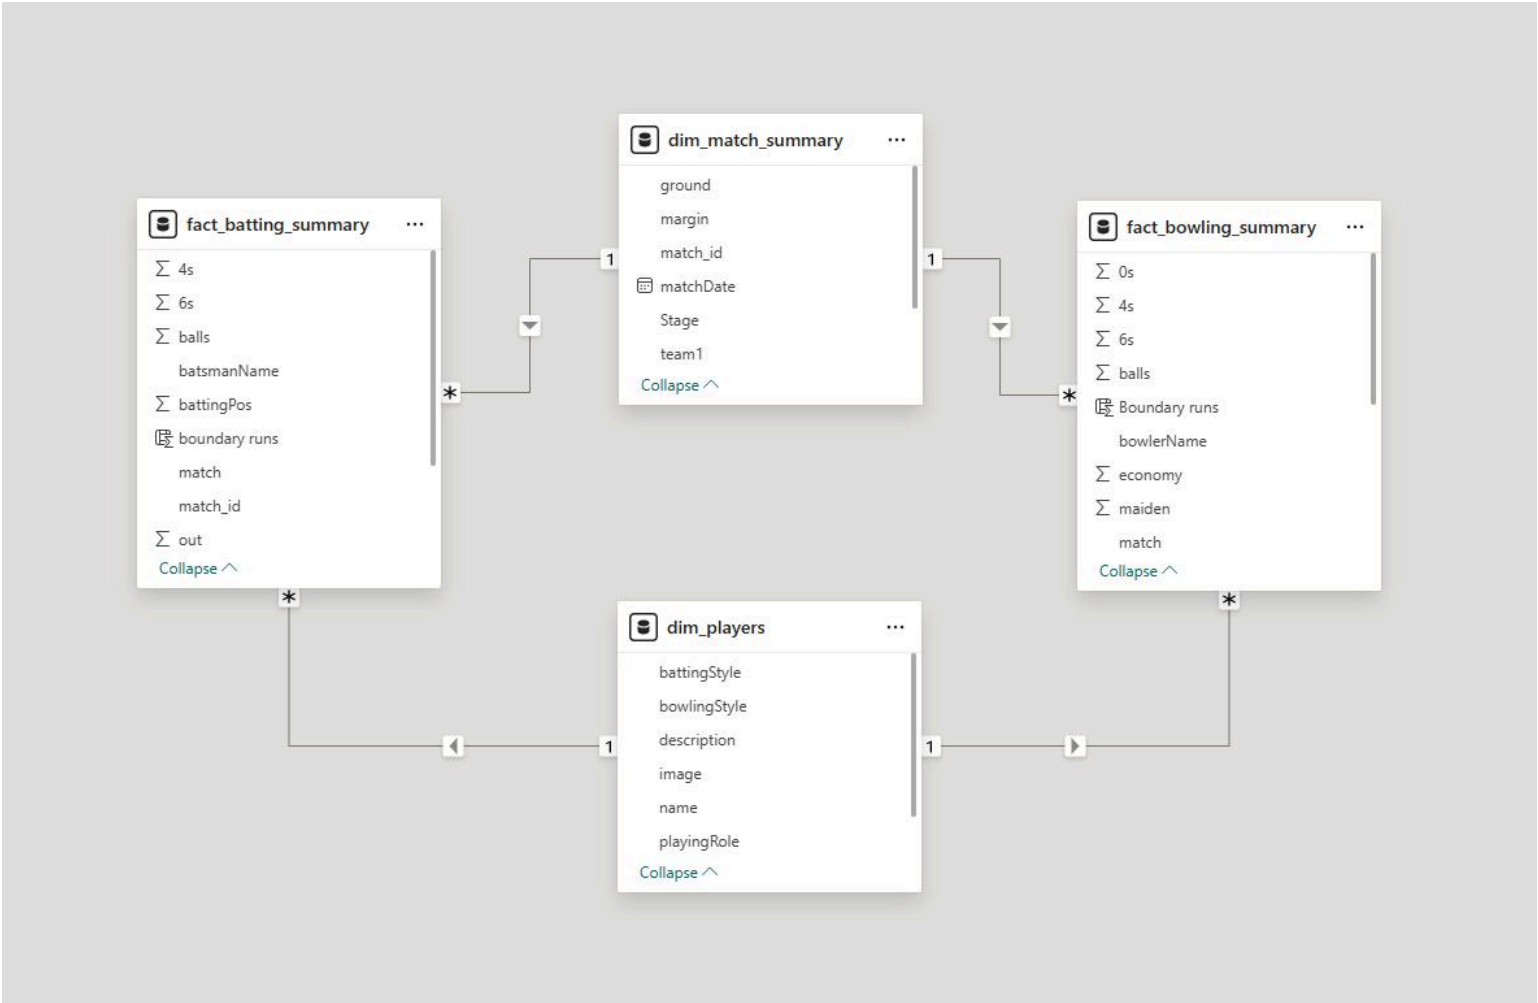 dim_match_summary ...
ground
margin
match_id
matchDate
Stage
team1
Collapse
fact_batting_summary ...
Σ 4s
Σ 6s
Σ balls
batsmanName
Σ battingPos
boundary runs
match
match_id
Σ out
Collapse
fact_bowling_summary ...
Σ 0s
Σ 4s
Σ 6s
Σ balls
Boundary runs
bowlerName
Σ economy
Σ maiden
match
Collapse
1
1
*
*
*
*
dim_players ...
battingStyle
bowlingStyle
description
image
name
playingRole
Collapse
1
1